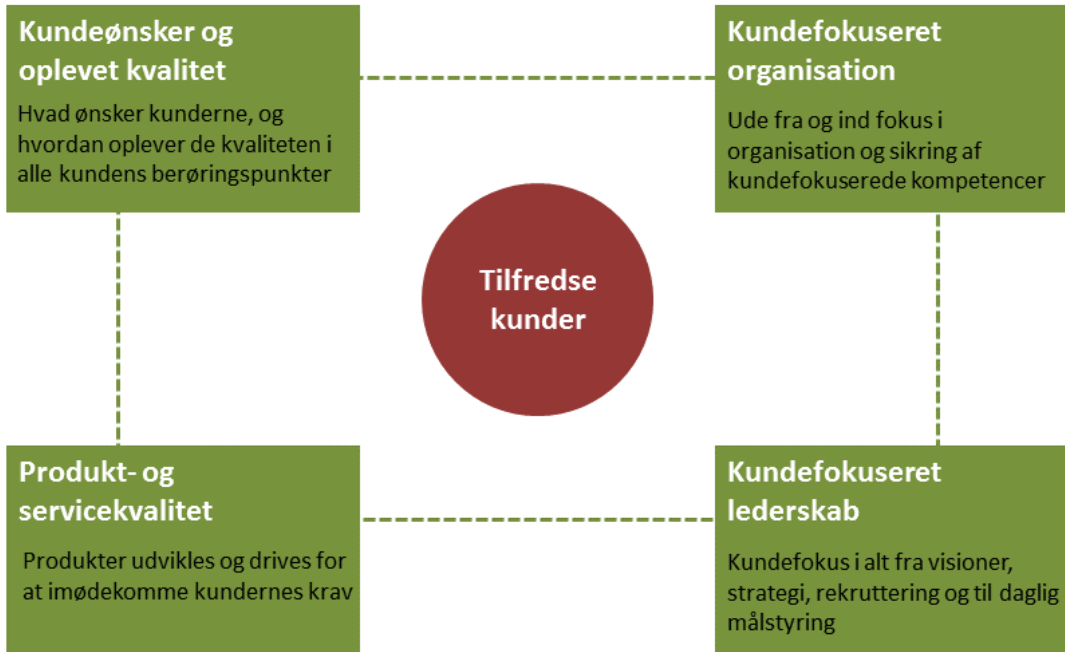 Kundeønsker og
oplevet kvalitet
Hvad ønsker kunderne, og
hvordan oplever de kvaliteten i
alle kundens berøringspunkter
Kundefokuseret
organisation
Ude fra og ind fokus i
organisation og sikring af
kundefokuserede kompetencer
Tilfredse
kunder
Produkt- og
servicekvalitet
Produkter udvikles og drives for
at imødekomme kundernes krav
Kundefokuseret
lederskab
Kundefokus i alt fra visioner,
strategi, rekruttering og til daglig
målstyring